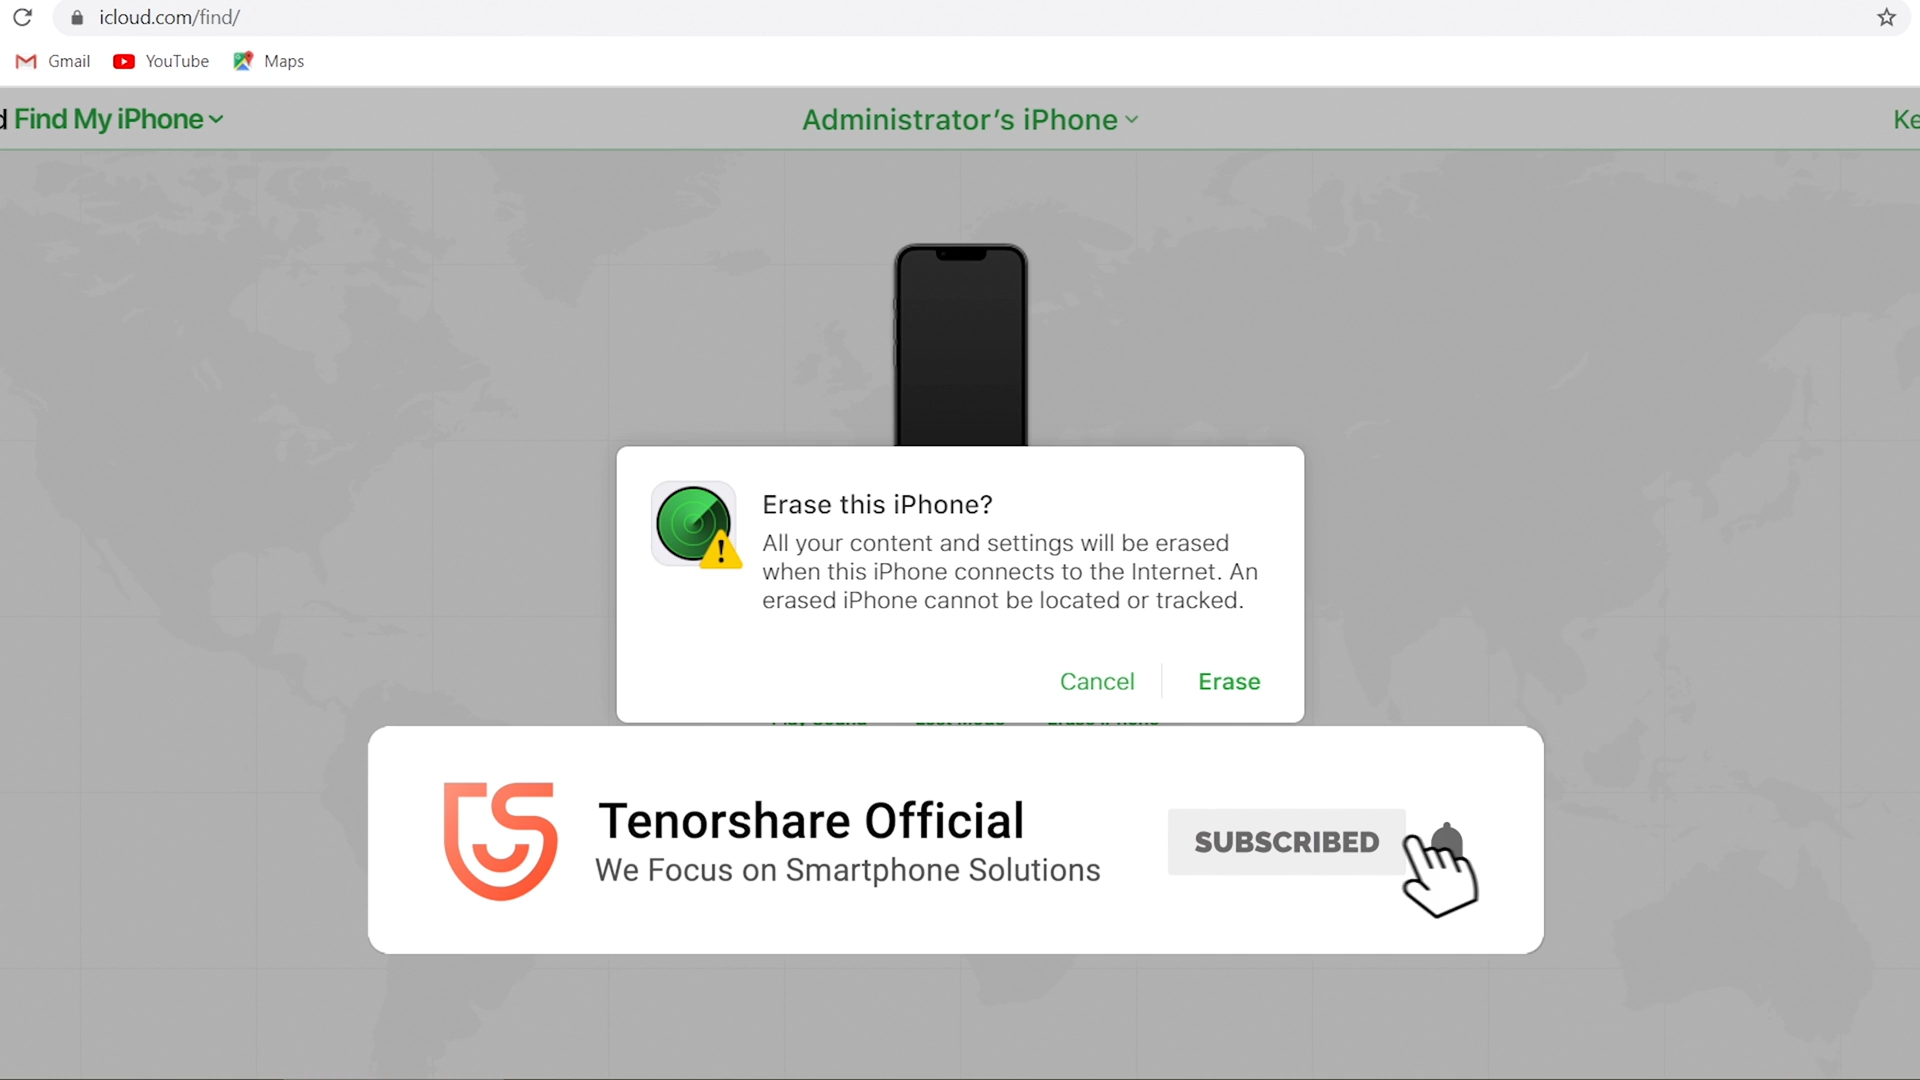 icloud.com/find/
Gmail
YouTube
Maps
d Find My iPhone
Administrator's iPhone
Ke
Erase this iPhone?
All your content and settings will be erased
when this iPhone connects to the Internet. An
erased iPhone cannot be located or tracked.
Cancel
Erase
Tenorshare Official
We Focus on Smartphone Solutions
SUBSCRIBED